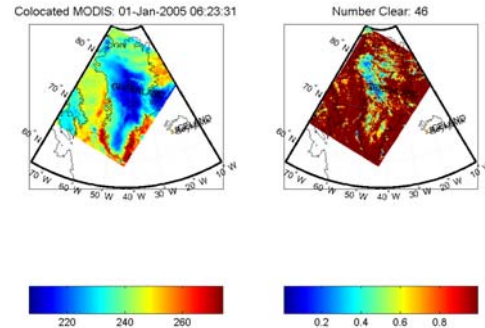 Colocated MODIS: 01-Jan-2005 06:23:31
80° N
70° N
60° N
70° W
60° W
50° W
40° W
30° W
20° W
10° W
220
240
260
Number Clear: 46
80° N
70° N
60° N
70° W
60° W
50° W
40° W
30° W
20° W
10° W
0.2
0.4
0.6
0.8